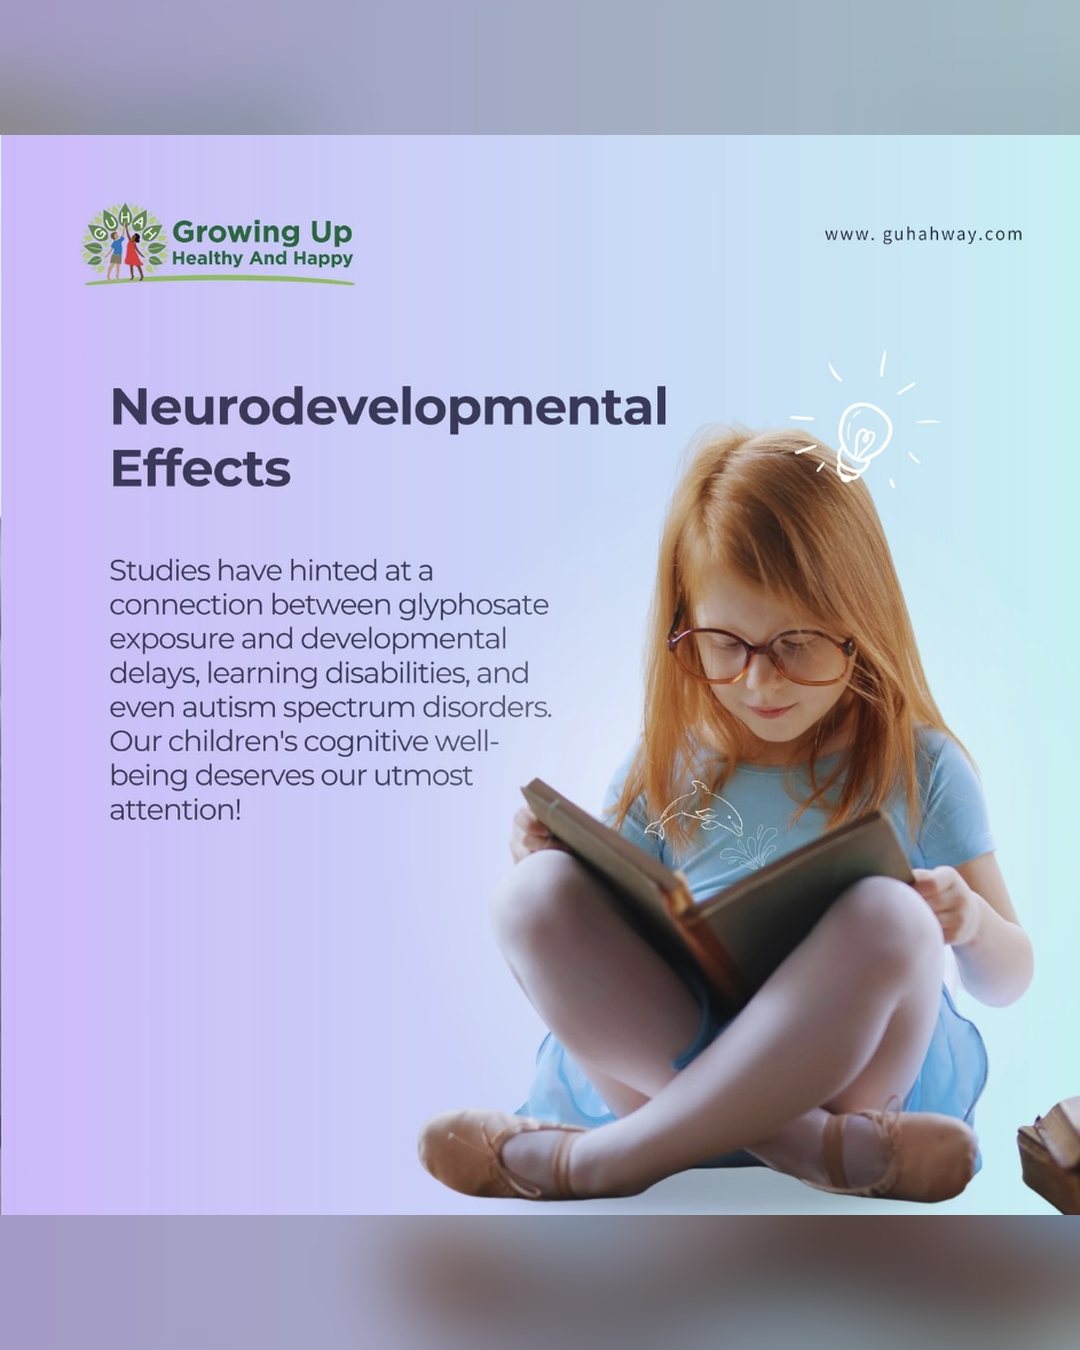 GUHAH
Growing Up
Healthy And Happy
www. guhahway.com
Neurodevelopmental
Effects
Studies have hinted at a
connection between glyphosate
exposure and developmental
delays, learning disabilities, and
even autism spectrum disorders.
Our children's cognitive well-
being deserves our utmost
attention!